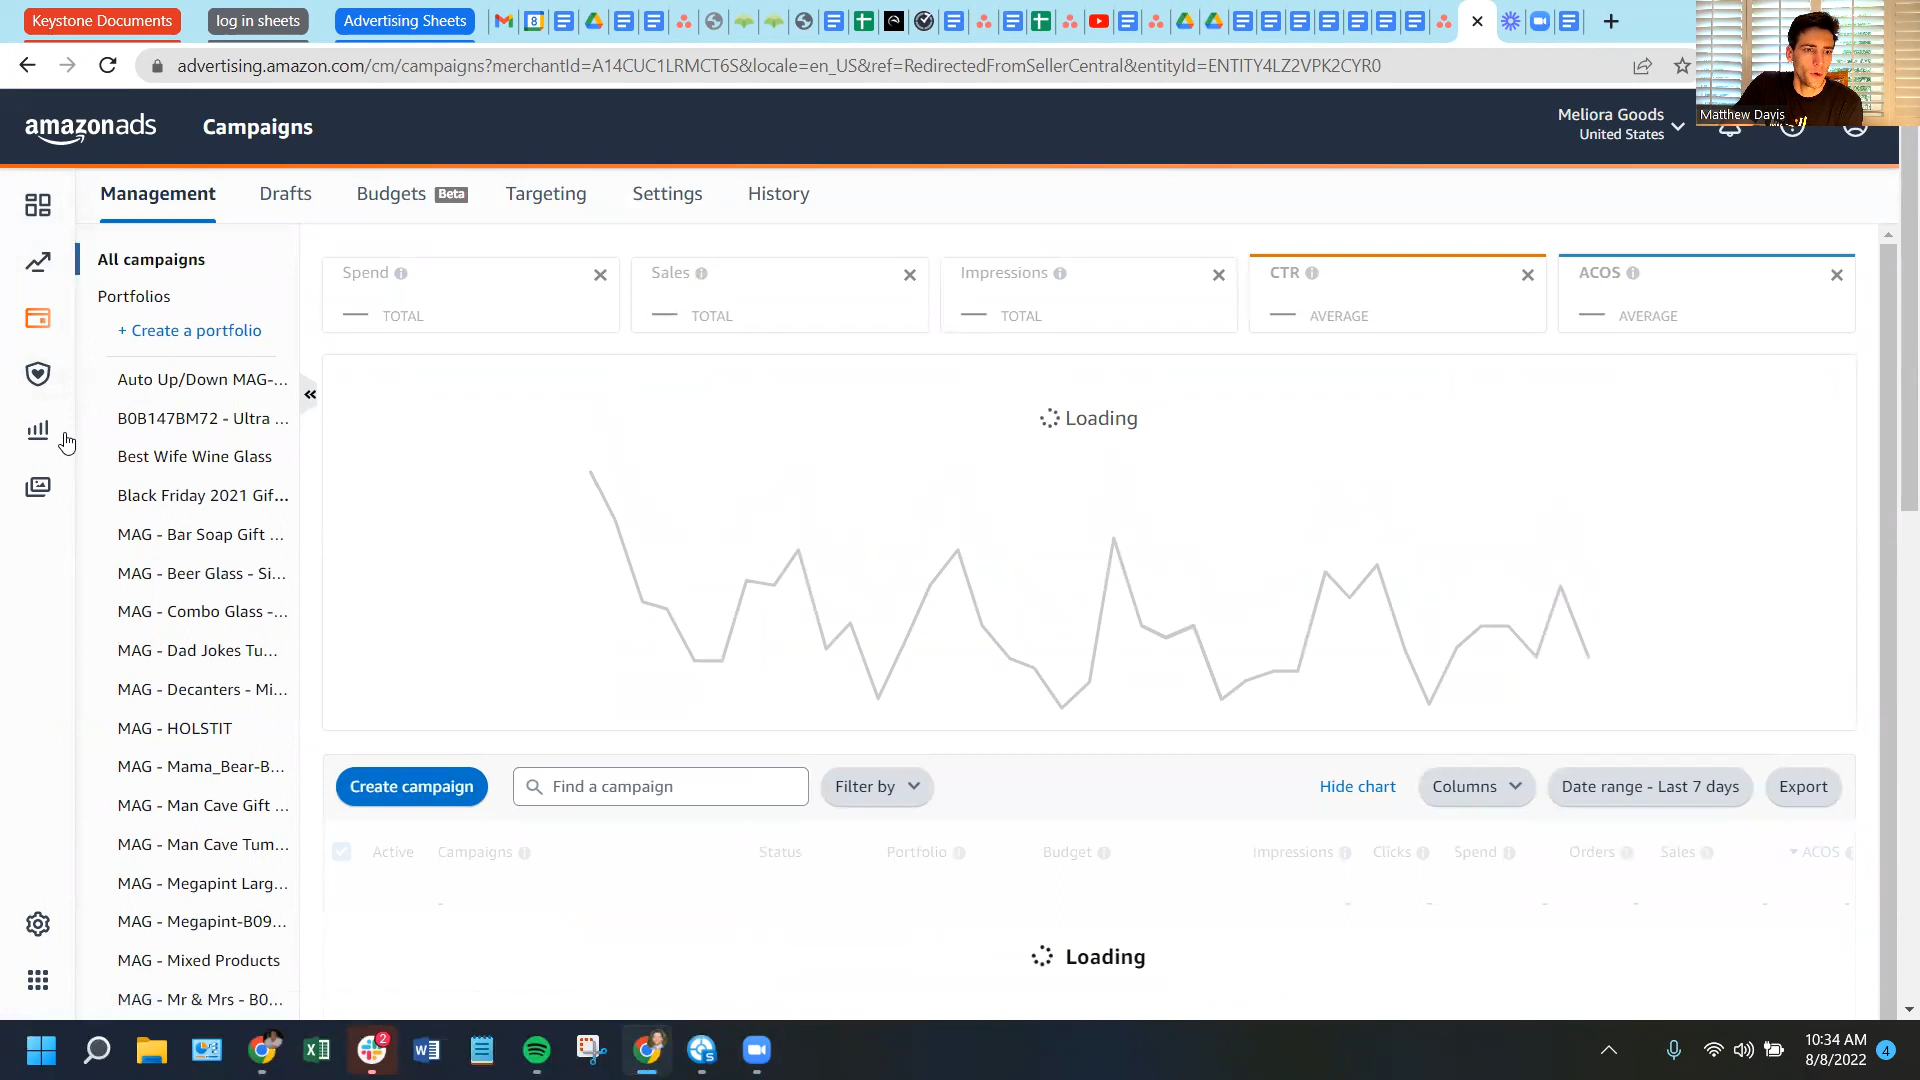 Keystone Documents
log in sheets
Advertising Sheets
advertising.amazon.com/cm/campaigns?merchantId=A14CUC1LRMCT6S&locale=en_US&ref=RedirectedFromSellerCentral&entityId=ENTITY4LZ2VPK2CYR0
amazonads
Campaigns
Meliora Goods
United States
Matthew Davis
Management
Drafts
Budgets Beta
Targeting
Settings
History
All campaigns
Portfolios
+ Create a portfolio
Auto Up/Down MAG-...
B0B147BM72 - Ultra ...
Best Wife Wine Glass
Black Friday 2021 Gif...
MAG - Bar Soap Gift ...
MAG - Beer Glass - Si...
MAG - Combo Glass -...
MAG - Dad Jokes Tu...
MAG - Decanters - Mi...
MAG - HOLSTIT
MAG - Mama_Bear-B...
MAG - Man Cave Gift ...
MAG - Man Cave Tum...
MAG - Megapint Larg...
MAG - Megapint-B09...
MAG - Mixed Products
MAG - Mr & Mrs - B0...
Spend
TOTAL
Sales
TOTAL
Impressions
TOTAL
CTR
AVERAGE
ACOS
AVERAGE
Loading
Create campaign
Find a campaign
Filter by
Hide chart
Columns
Date range - Last 7 days
Export
Active
Campaigns
Status
Portfolio
Budget
Impressions
Clicks
Spend
Orders
Sales
ACOS
Loading
2
10:34 AM
8/8/2022
4